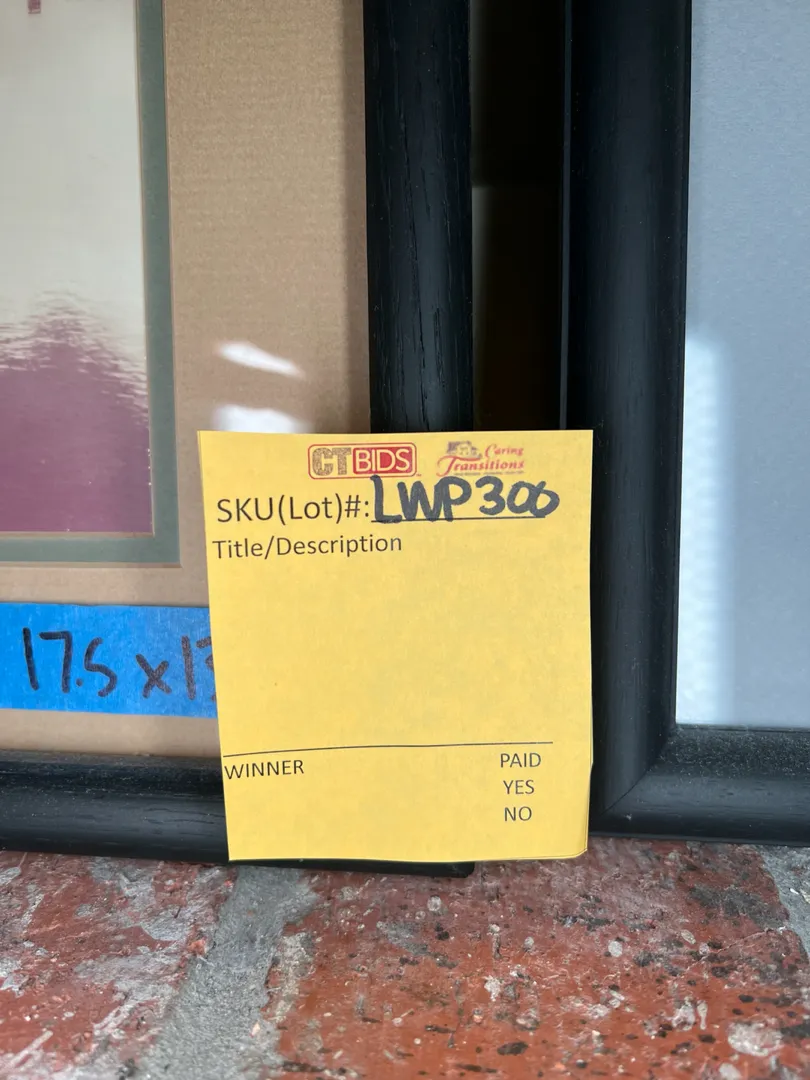 CTBIDS Caring
Transitions
SKU(Lot)#: LWP300
Title/Description
17.5 x 1
WINNER PAID
YES
NO